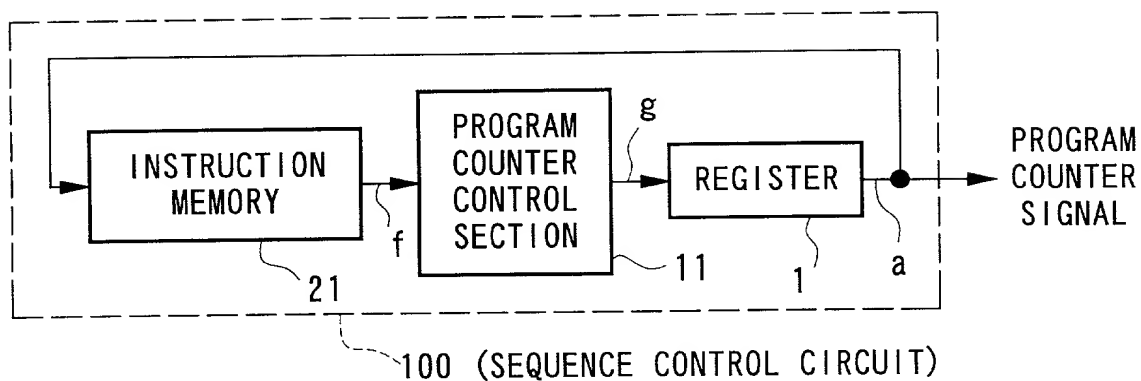 INSTRUCTION
MEMORY
21
f
PROGRAM
COUNTER
CONTROL
SECTION
11
g
REGISTER
1
a
PROGRAM
COUNTER
SIGNAL
100 (SEQUENCE CONTROL CIRCUIT)